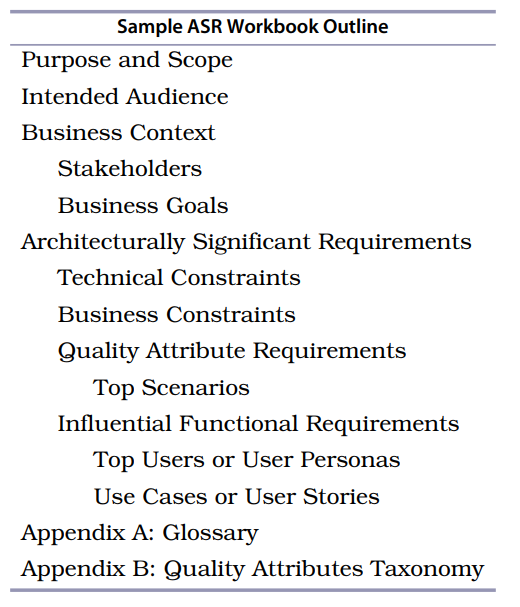 Sample ASR Workbook Outline
Purpose and Scope
Intended Audience
Business Context
Stakeholders
Business Goals
Architecturally Significant Requirements
Technical Constraints
Business Constraints
Quality Attribute Requirements
Top Scenarios
Influential Functional Requirements
Top Users or User Personas
Use Cases or User Stories
Appendix A: Glossary
Appendix B: Quality Attributes Taxonomy